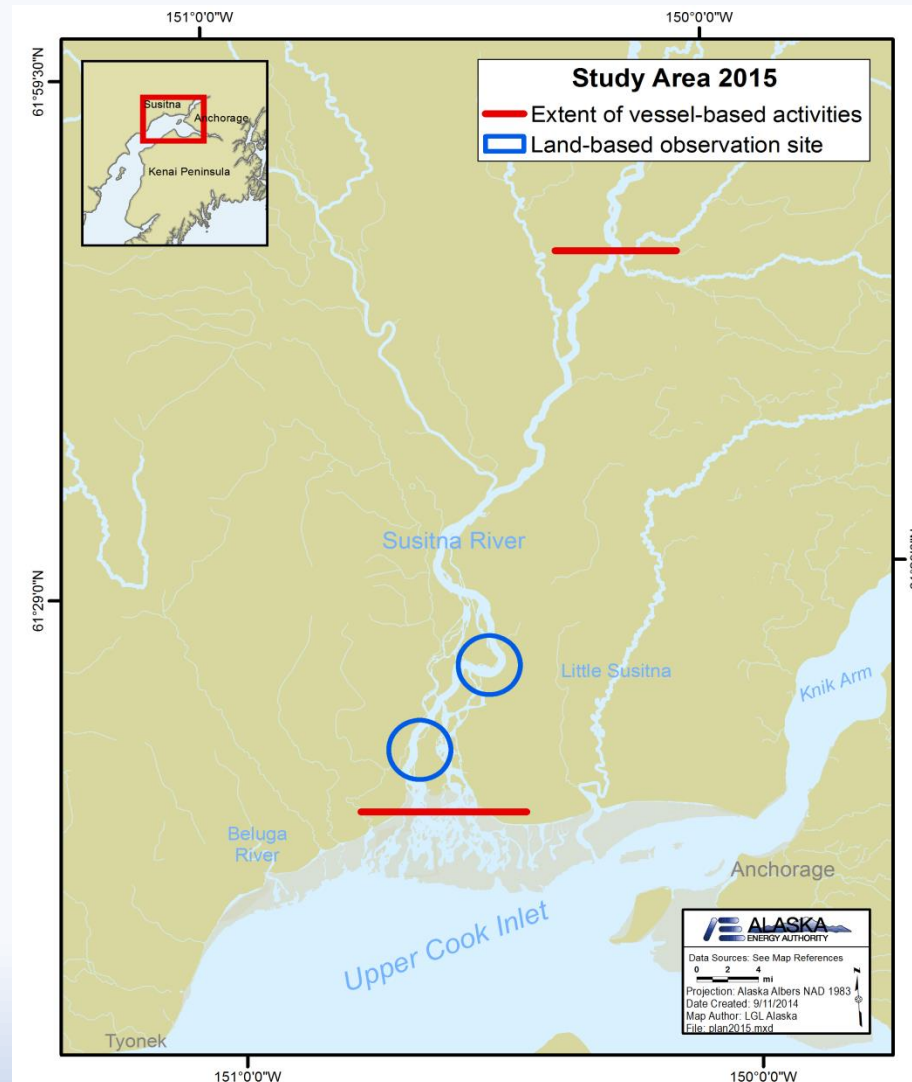 151°0'0"W
150°0'0"W
61°59'30"N
Study Area 2015
Extent of vessel-based activities
Land-based observation site
Susitna
Anchorage
Kenai Peninsula
Susitna River
61°29'0"N
Little Susitna
Knik Arm
Beluga
River
Anchorage
Upper Cook Inlet
Tyonek
ALASKA
ENERGY AUTHORITY
Data Sources: See Map References
0 2 4
mi
N
Projection: Alaska Albers NAD 1983
Date Created: 9/11/2014
Map Author: LGL Alaska
File: plan2015.mxd
151°0'0"W
150°0'0"W